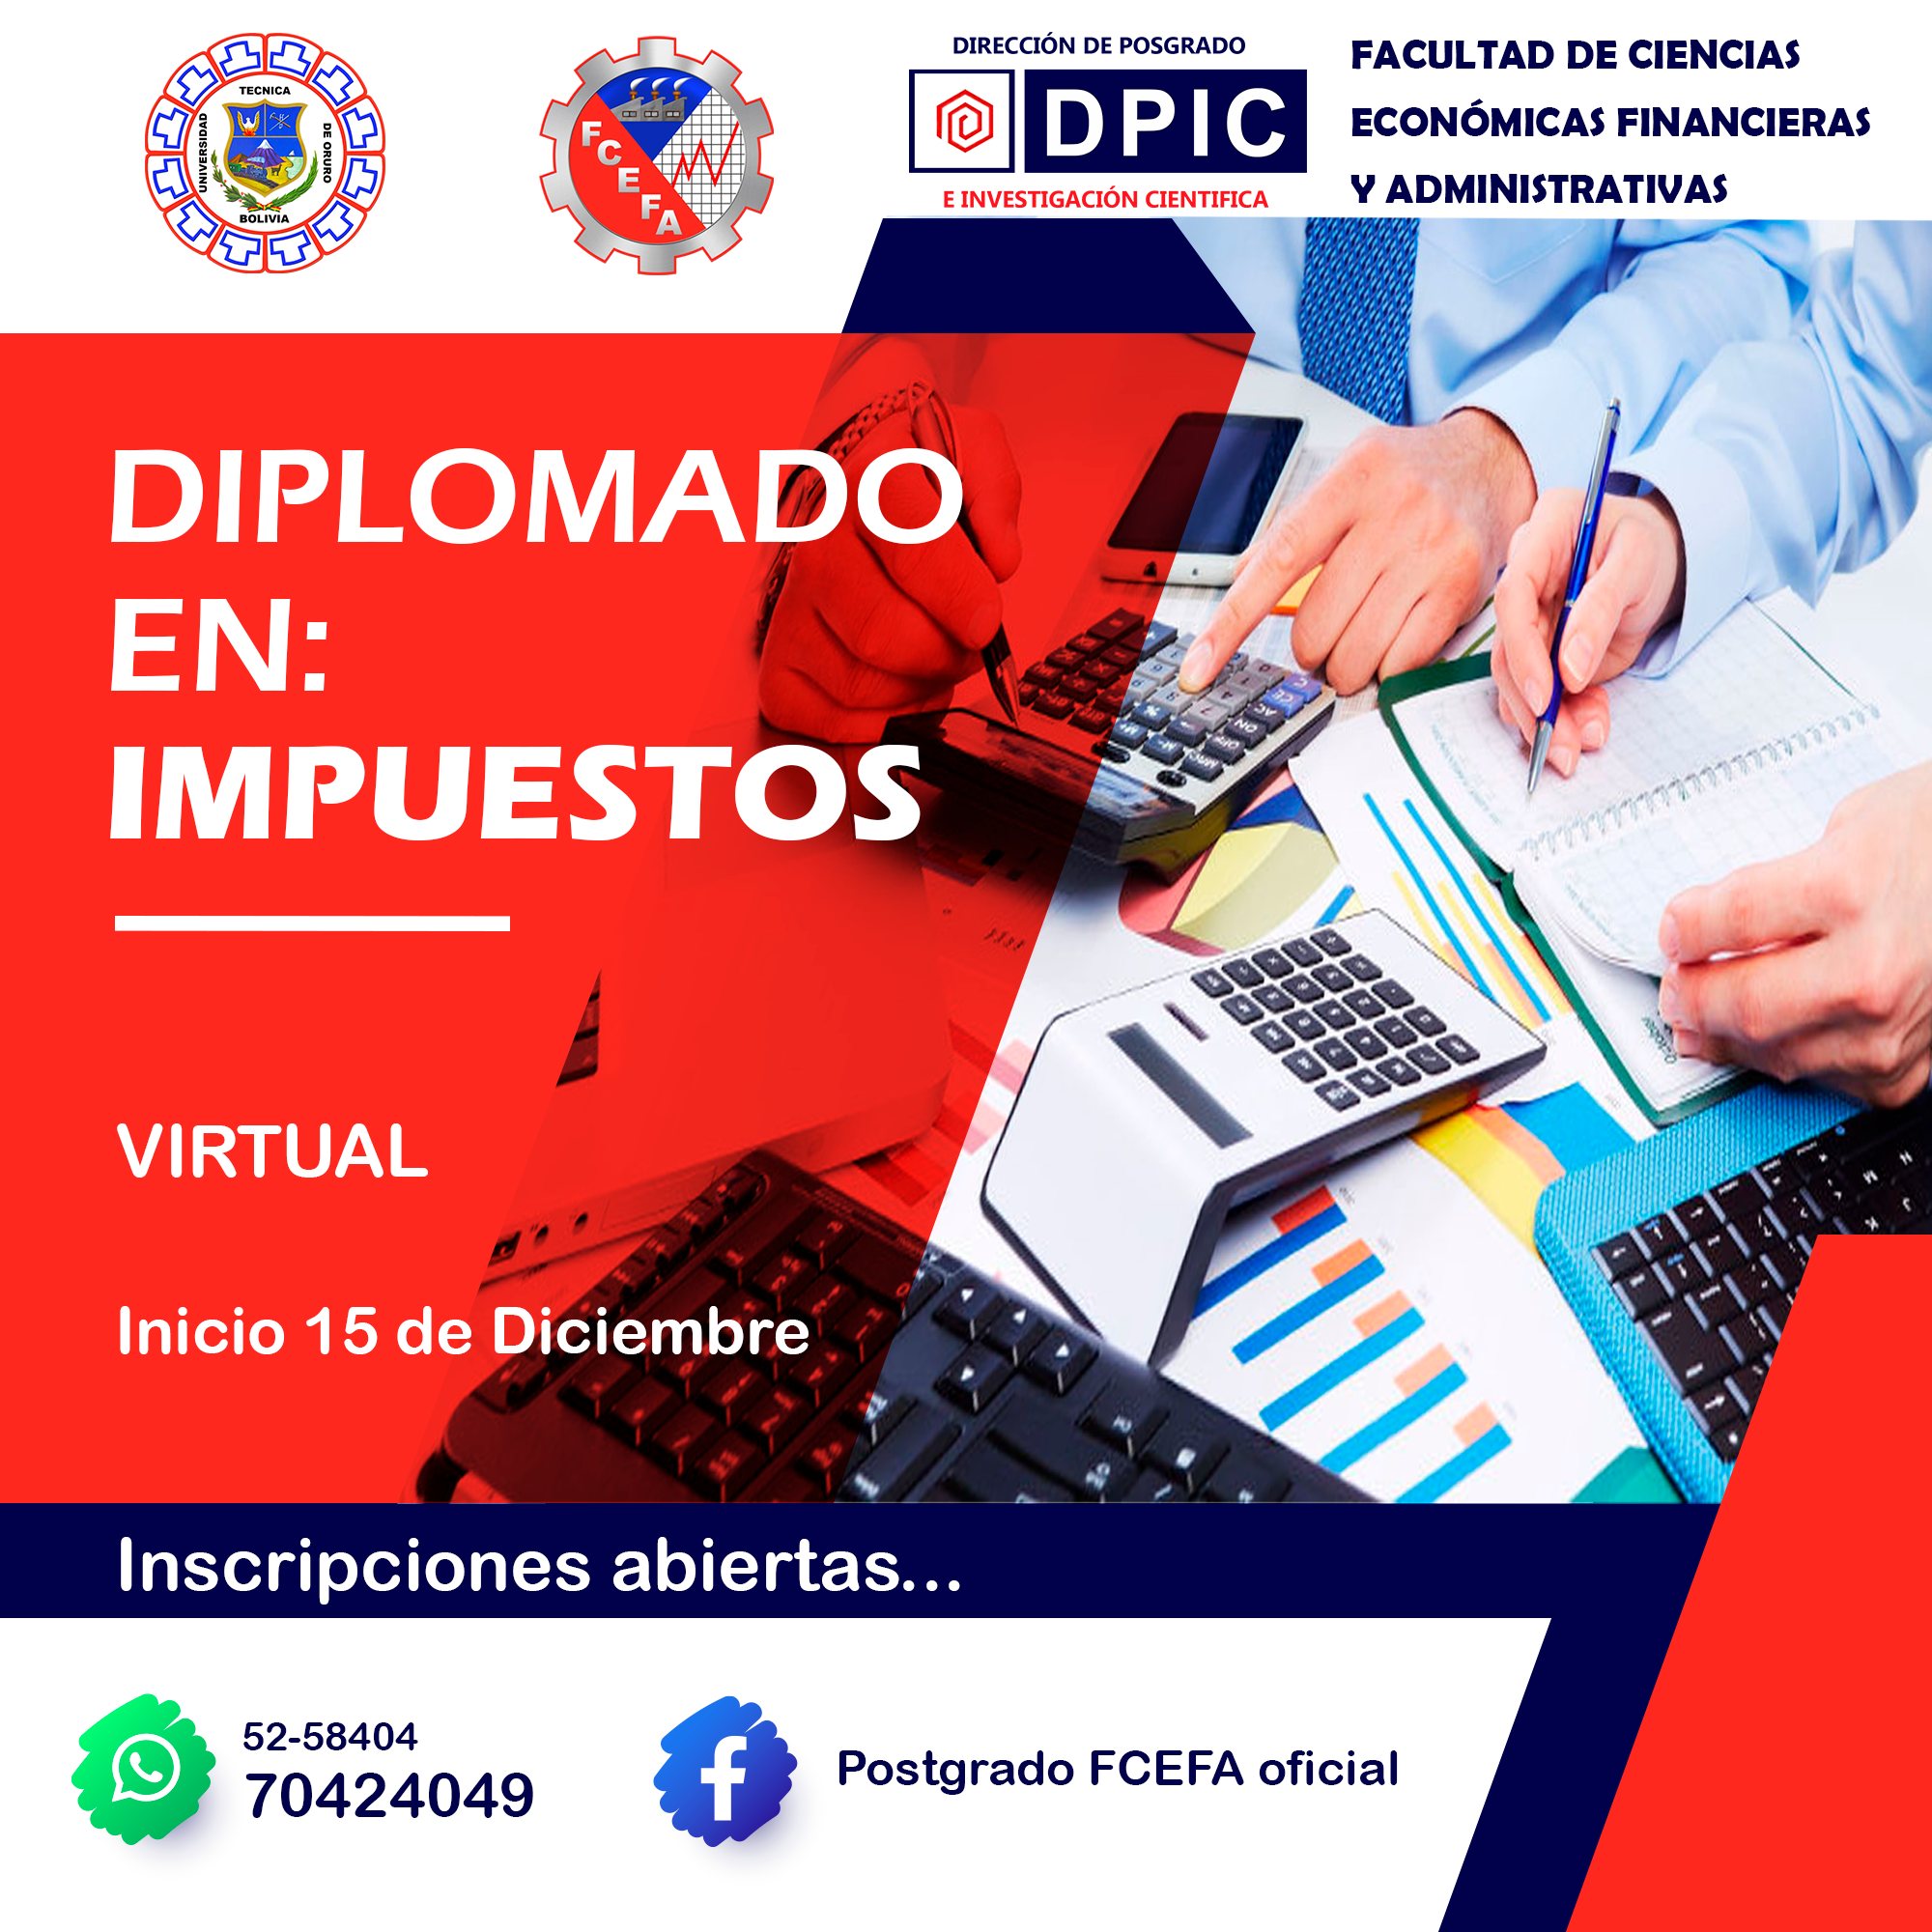 UNIVERSIDAD
TECNICA
DE ORURO
BOLIVIA
FCEFA
DIRECCIÓN DE POSGRADO
DPIC
E INVESTIGACIÓN CIENTIFICA
FACULTAD DE CIENCIAS
ECONÓMICAS FINANCIERAS
Y ADMINISTRATIVAS
DIPLOMADO
EN:
IMPUESTOS
VIRTUAL
Inicio 15 de Diciembre
Inscripciones abiertas...
52-58404
70424049
Postgrado FCEFA oficial